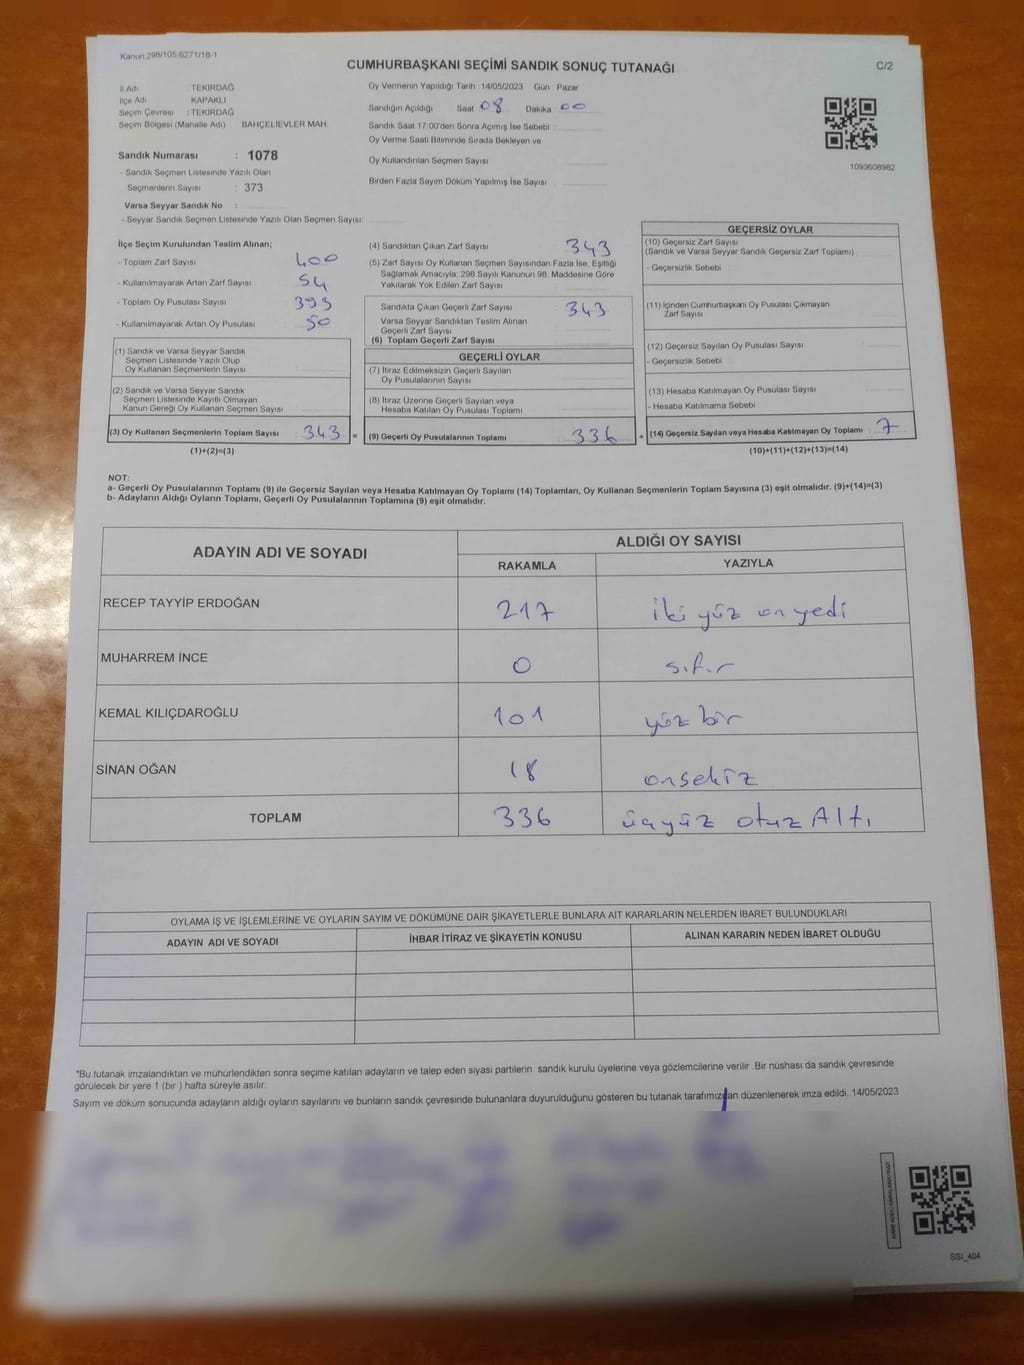 Kanun 298/105 6271/18-1
CUMHURBAŞKANI SEÇİMİ SANDIK SONUÇ TUTANAĞI
C/2
İl Adı TEKİRDAĞ
İlçe Adı KAPAKLI
Seçim Çevresi : TEKİRDAĞ
Seçim Bölgesi (Mahalle Adı) BAHÇELİEVLER MAH.
Sandık Numarası : 1078
- Sandık Seçmen Listesinde Yazılı Olan
Seçmenlerin Sayısı : 373
Varsa Seyyar Sandık No :
- Seyyar Sandık Seçmen Listesinde Yazılı Olan Seçmen Sayısı:
Oy Vermenin Yapıldığı Tarih : 14/05/2023 Gün Pazar
Sandığın Açıldığı Saat 08 Dakika 00
Sandık Saat 17:00'den Sonra Açımış İse Sebebi :
Oy Verme Saati Bitiminde Sırada Bekleyen ve
Oy Kullandırılan Seçmen Sayısı
Birden Fazla Sayım Döküm Yapılmış İse Sayısı
1093608982
İlçe Seçim Kurulundan Teslim Alınan;
- Toplam Zarf Sayısı : 400
- Kullanılmayarak Artan Zarf Sayısı : 54
- Toplam Oy Pusulası Sayısı : 393
- Kullanılmayarak Artan Oy Pusulası : 50
(1) Sandık ve Varsa Seyyar Sandık
Seçmen Listesinde Yazılı Olup
Oy Kullanan Seçmenlerin Sayısı
(2) Sandık ve Varsa Seyyar Sandık
Seçmen Listesinde Kayıtlı Olmayan
Kanun Gereği Oy Kullanan Seçmen Sayısı
(3) Oy Kullanan Seçmenlerin Toplam Sayısı : 343 =
(1)+(2)=(3)
(4) Sandıktan Çıkan Zarf Sayısı : 343
(5) Zarf Sayısı Oy Kullanan Seçmen Sayısından Fazla İse, Eşitliği
Sağlamak Amacıyla; 298 Sayılı Kanunun 98. Maddesine Göre
Yakılarak Yok Edilen Zarf Sayısı
Sandıkta Çıkan Geçerli Zarf Sayısı : 343
Varsa Seyyar Sandıktan Teslim Alınan
Geçerli Zarf Sayısı
(6) Toplam Geçerli Zarf Sayısı
GEÇERLİ OYLAR
(7) İtiraz Edilmeksizin Geçerli Sayılan
Oy Pusulalarının Sayısı
(8) İtiraz Üzerine Geçerli Sayılan veya
Hesaba Katılan Oy Pusulası Toplamı
(9) Geçerli Oy Pusulalarının Toplamı : 336 +
GEÇERSİZ OYLAR
(10) Geçersiz Zarf Sayısı
(Sandık ve Varsa Seyyar Sandık Geçersiz Zarf Toplamı)
- Geçersizlik Sebebi
(11) İçinden Cumhurbaşkanı Oy Pusulası Çıkmayan
Zarf Sayısı
(12) Geçersiz Sayılan Oy Pusulası Sayısı
- Geçersizlik Sebebi
(13) Hesaba Katılmayan Oy Pusulası Sayısı
- Hesaba Katılmama Sebebi
(14) Geçersiz Sayılan veya Hesaba Katılmayan Oy Toplamı : 7
(10)+(11)+(12)+(13)=(14)
NOT:
a- Geçerli Oy Pusulalarının Toplamı (9) ile Geçersiz Sayılan veya Hesaba Katılmayan Oy Toplamı (14) Toplamları, Oy Kullanan Seçmenlerin Toplam Sayısına (3) eşit olmalıdır. (9)+(14)=(3)
b- Adayların Aldığı Oyların Toplamı, Geçerli Oy Pusulalarının Toplamına (9) eşit olmalıdır.
ADAYIN ADI VE SOYADI
ALDIĞI OY SAYISI
RAKAMLA YAZIYLA
RECEP TAYYİP ERDOĞAN 217 iki yüz on yedi
MUHARREM İNCE 0 sıfır
KEMAL KILIÇDAROĞLU 101 yüz bir
SİNAN OĞAN 18 onsekiz
TOPLAM 336 üçyüz otuz Altı
OYLAMA İŞ VE İŞLEMLERİNE VE OYLARIN SAYIM VE DÖKÜMÜNE DAİR ŞİKAYETLERLE BUNLARA AİT KARARLARIN NELERDEN İBARET BULUNDUKLARI
ADAYIN ADI VE SOYADI İHBAR İTİRAZ VE ŞİKAYETİN KONUSU ALINAN KARARIN NEDEN İBARET OLDUĞU
*Bu tutanak imzalandıktan ve mühürlendikten sonra seçime katılan adayların ve talep eden siyasi partilerin sandık kurulu üyelerine veya gözlemcilerine verilir. Bir nüshası da sandık çevresinde
görülecek bir yere 1 (bir ) hafta süreyle asılır.
Sayım ve döküm sonucunda adayların aldığı oyların sayılarını ve bunların sandık çevresinde bulunanlara duyurulduğunu gösteren bu tutanak tarafımızdan düzenlenerek imza edildi. 14/05/2023
SSI_404